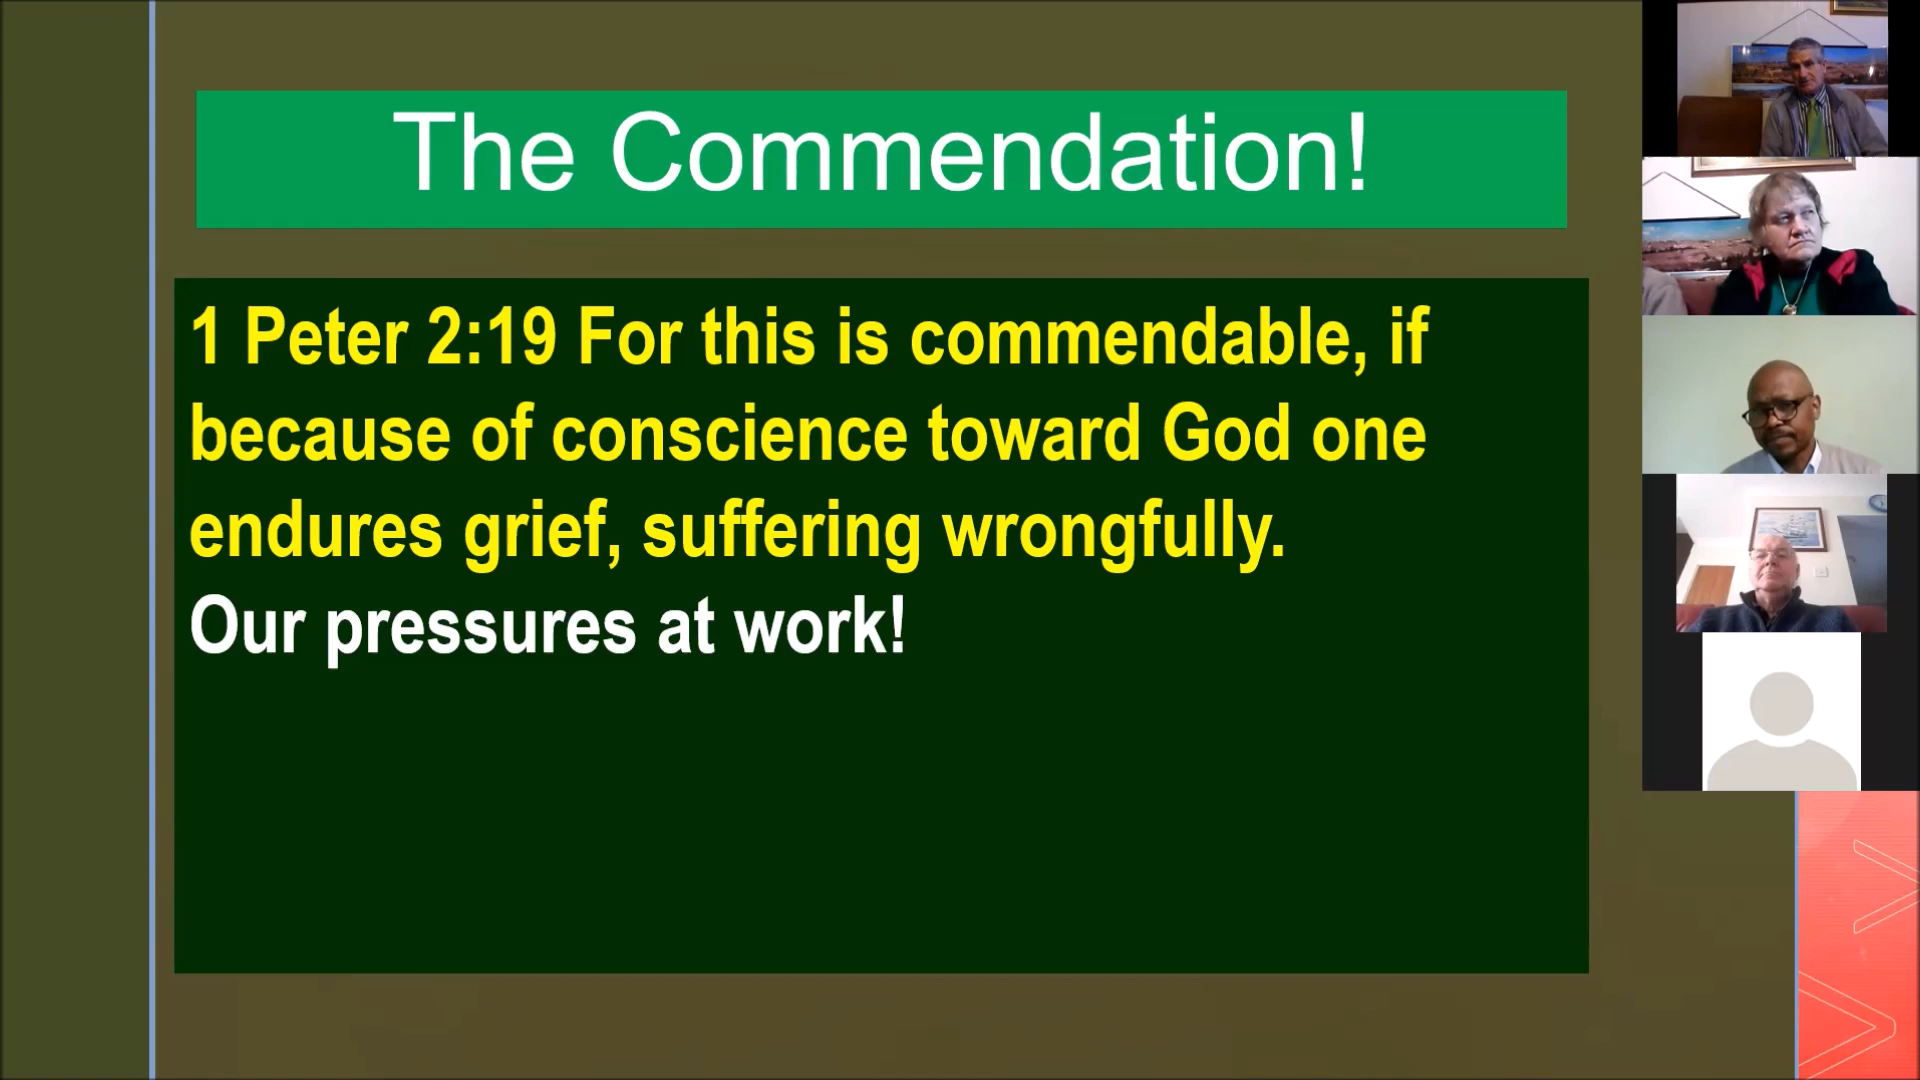 The Commendation!
1 Peter 2:19 For this is commendable, if
because of conscience toward God one
endures grief, suffering wrongfully.
Our pressures at work!